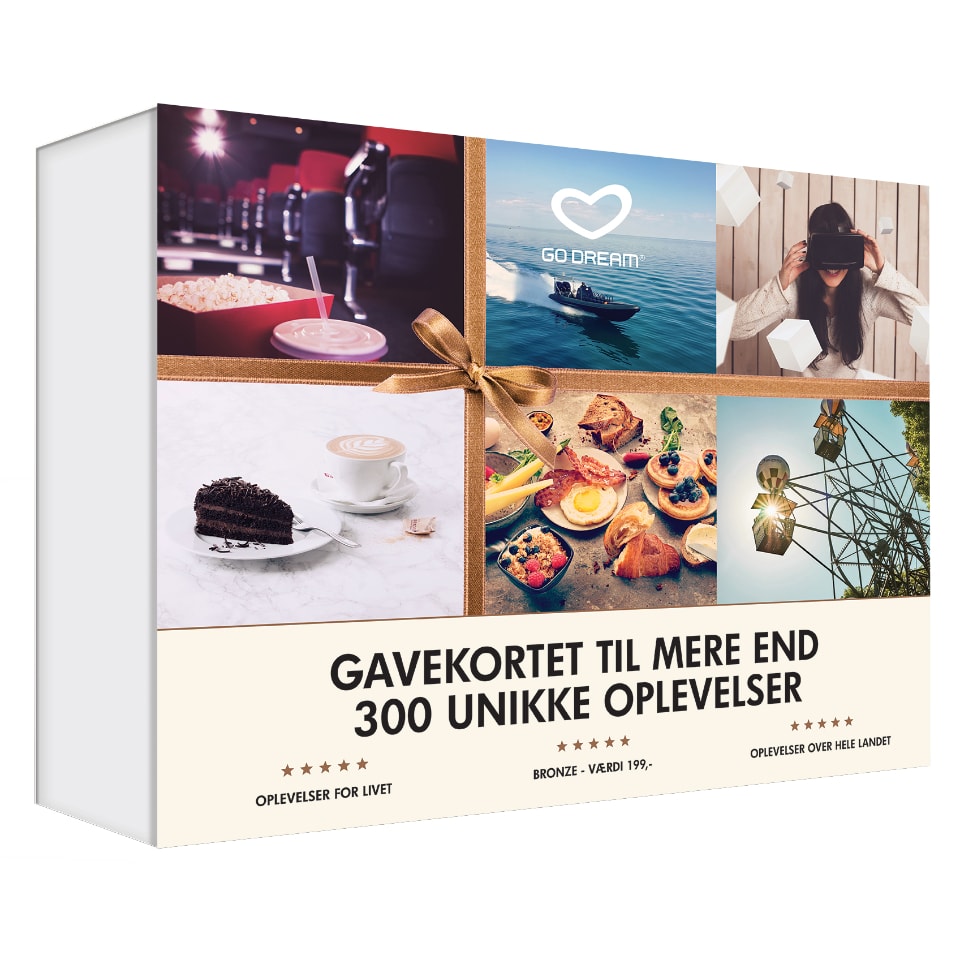 GO DREAM®
GAVEKORTET TIL MERE END
300 UNIKKE OPLEVELSER
★★★★★
OPLEVELSER FOR LIVET
★★★★★
BRONZE - VÆRDI 199,-
★★★★★
OPLEVELSER OVER HELE LANDET